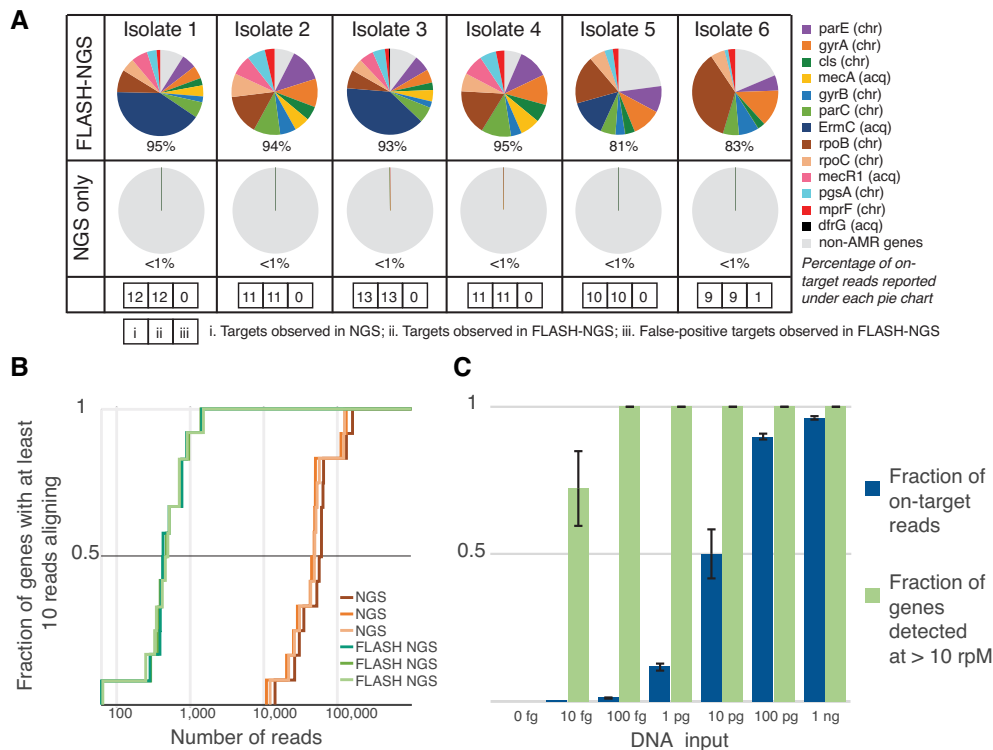 A
Isolate 1 Isolate 2 Isolate 3 Isolate 4 Isolate 5 Isolate 6
FLASH-NGS
95% 94% 93% 95% 81% 83%
NGS only
<1% <1% <1% <1% <1% <1%
12 12 0 11 11 0 13 13 0 11 11 0 10 10 0 9 9 1
parE (chr)
gyrA (chr)
cls (chr)
mecA (acq)
gyrB (chr)
parC (chr)
ErmC (acq)
rpoB (chr)
rpoC (chr)
mecR1 (acq)
pgsA (chr)
mprF (chr)
dfrG (acq)
non-AMR genes
Percentage of on-
target reads reported
under each pie chart
i ii iii i. Targets observed in NGS; ii. Targets observed in FLASH-NGS; iii. False-positive targets observed in FLASH-NGS
B
Fraction of genes with at least
10 reads aligning
1
0.5
NGS
NGS
NGS
FLASH NGS
FLASH NGS
FLASH NGS
100 1,000 10,000 100,000
Number of reads
C
1
0.5
0 fg 10 fg 100 fg 1 pg 10 pg 100 pg 1 ng
DNA input
Fraction of
on-target
reads
Fraction of
genes
detected
at > 10 rpM